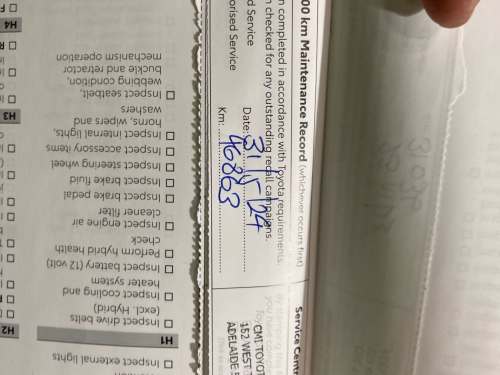 00 km Maintenance Record (whichever occurs first)
n completed in accordance with Toyota requirements.
n checked for any outstanding recall campaigns.
d Service
orised Service
Date: 31/5/24
Km: 46863
Service Centr
CMI TOYOT
152 WEST T
ADELAIDE
H1
Inspect external lights
Inspect drive belts
(excl. Hybrid)
Inspect cooling and
heater system
Inspect battery (12 volt)
Perform hybrid health
check
Inspect engine air
cleaner filter
Inspect brake pedal
Inspect brake fluid
Inspect steering wheel
Inspect accessory items
Inspect internal lights,
horns, and wipers and
washers
Inspect seatbelt,
webbing condition,
buckle and retractor
mechanism operation
H2
H3
H4